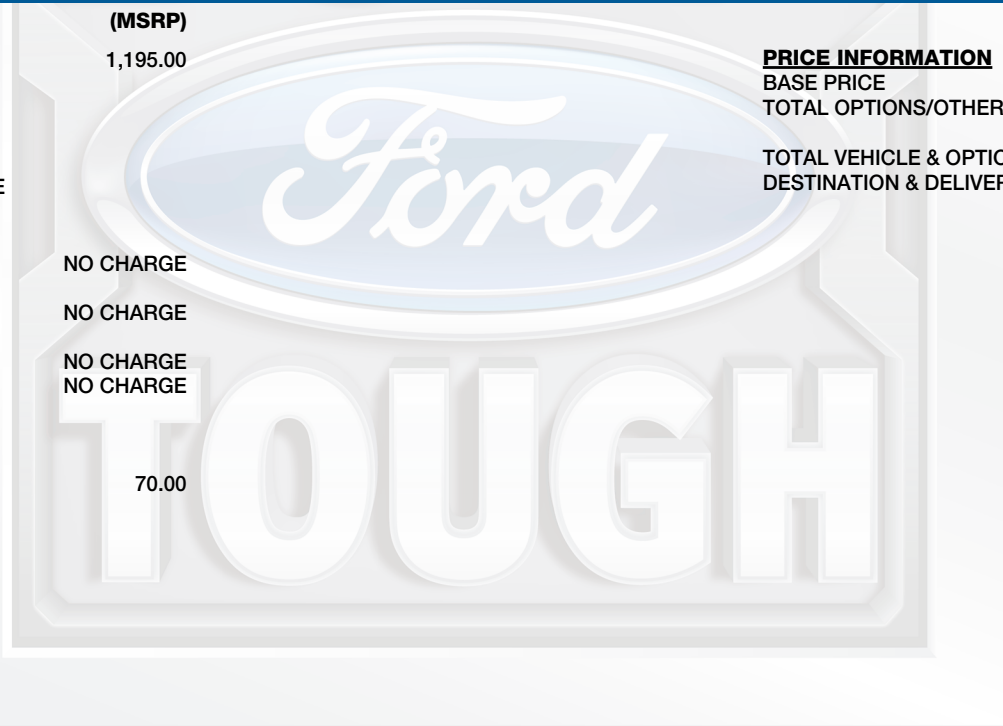 (MSRP)
1,195.00
NO CHARGE
NO CHARGE
NO CHARGE
NO CHARGE
70.00
PRICE INFORMATION
BASE PRICE
TOTAL OPTIONS/OTHER
TOTAL VEHICLE & OPTIO
DESTINATION & DELIVER
E
Ford
TOUGH